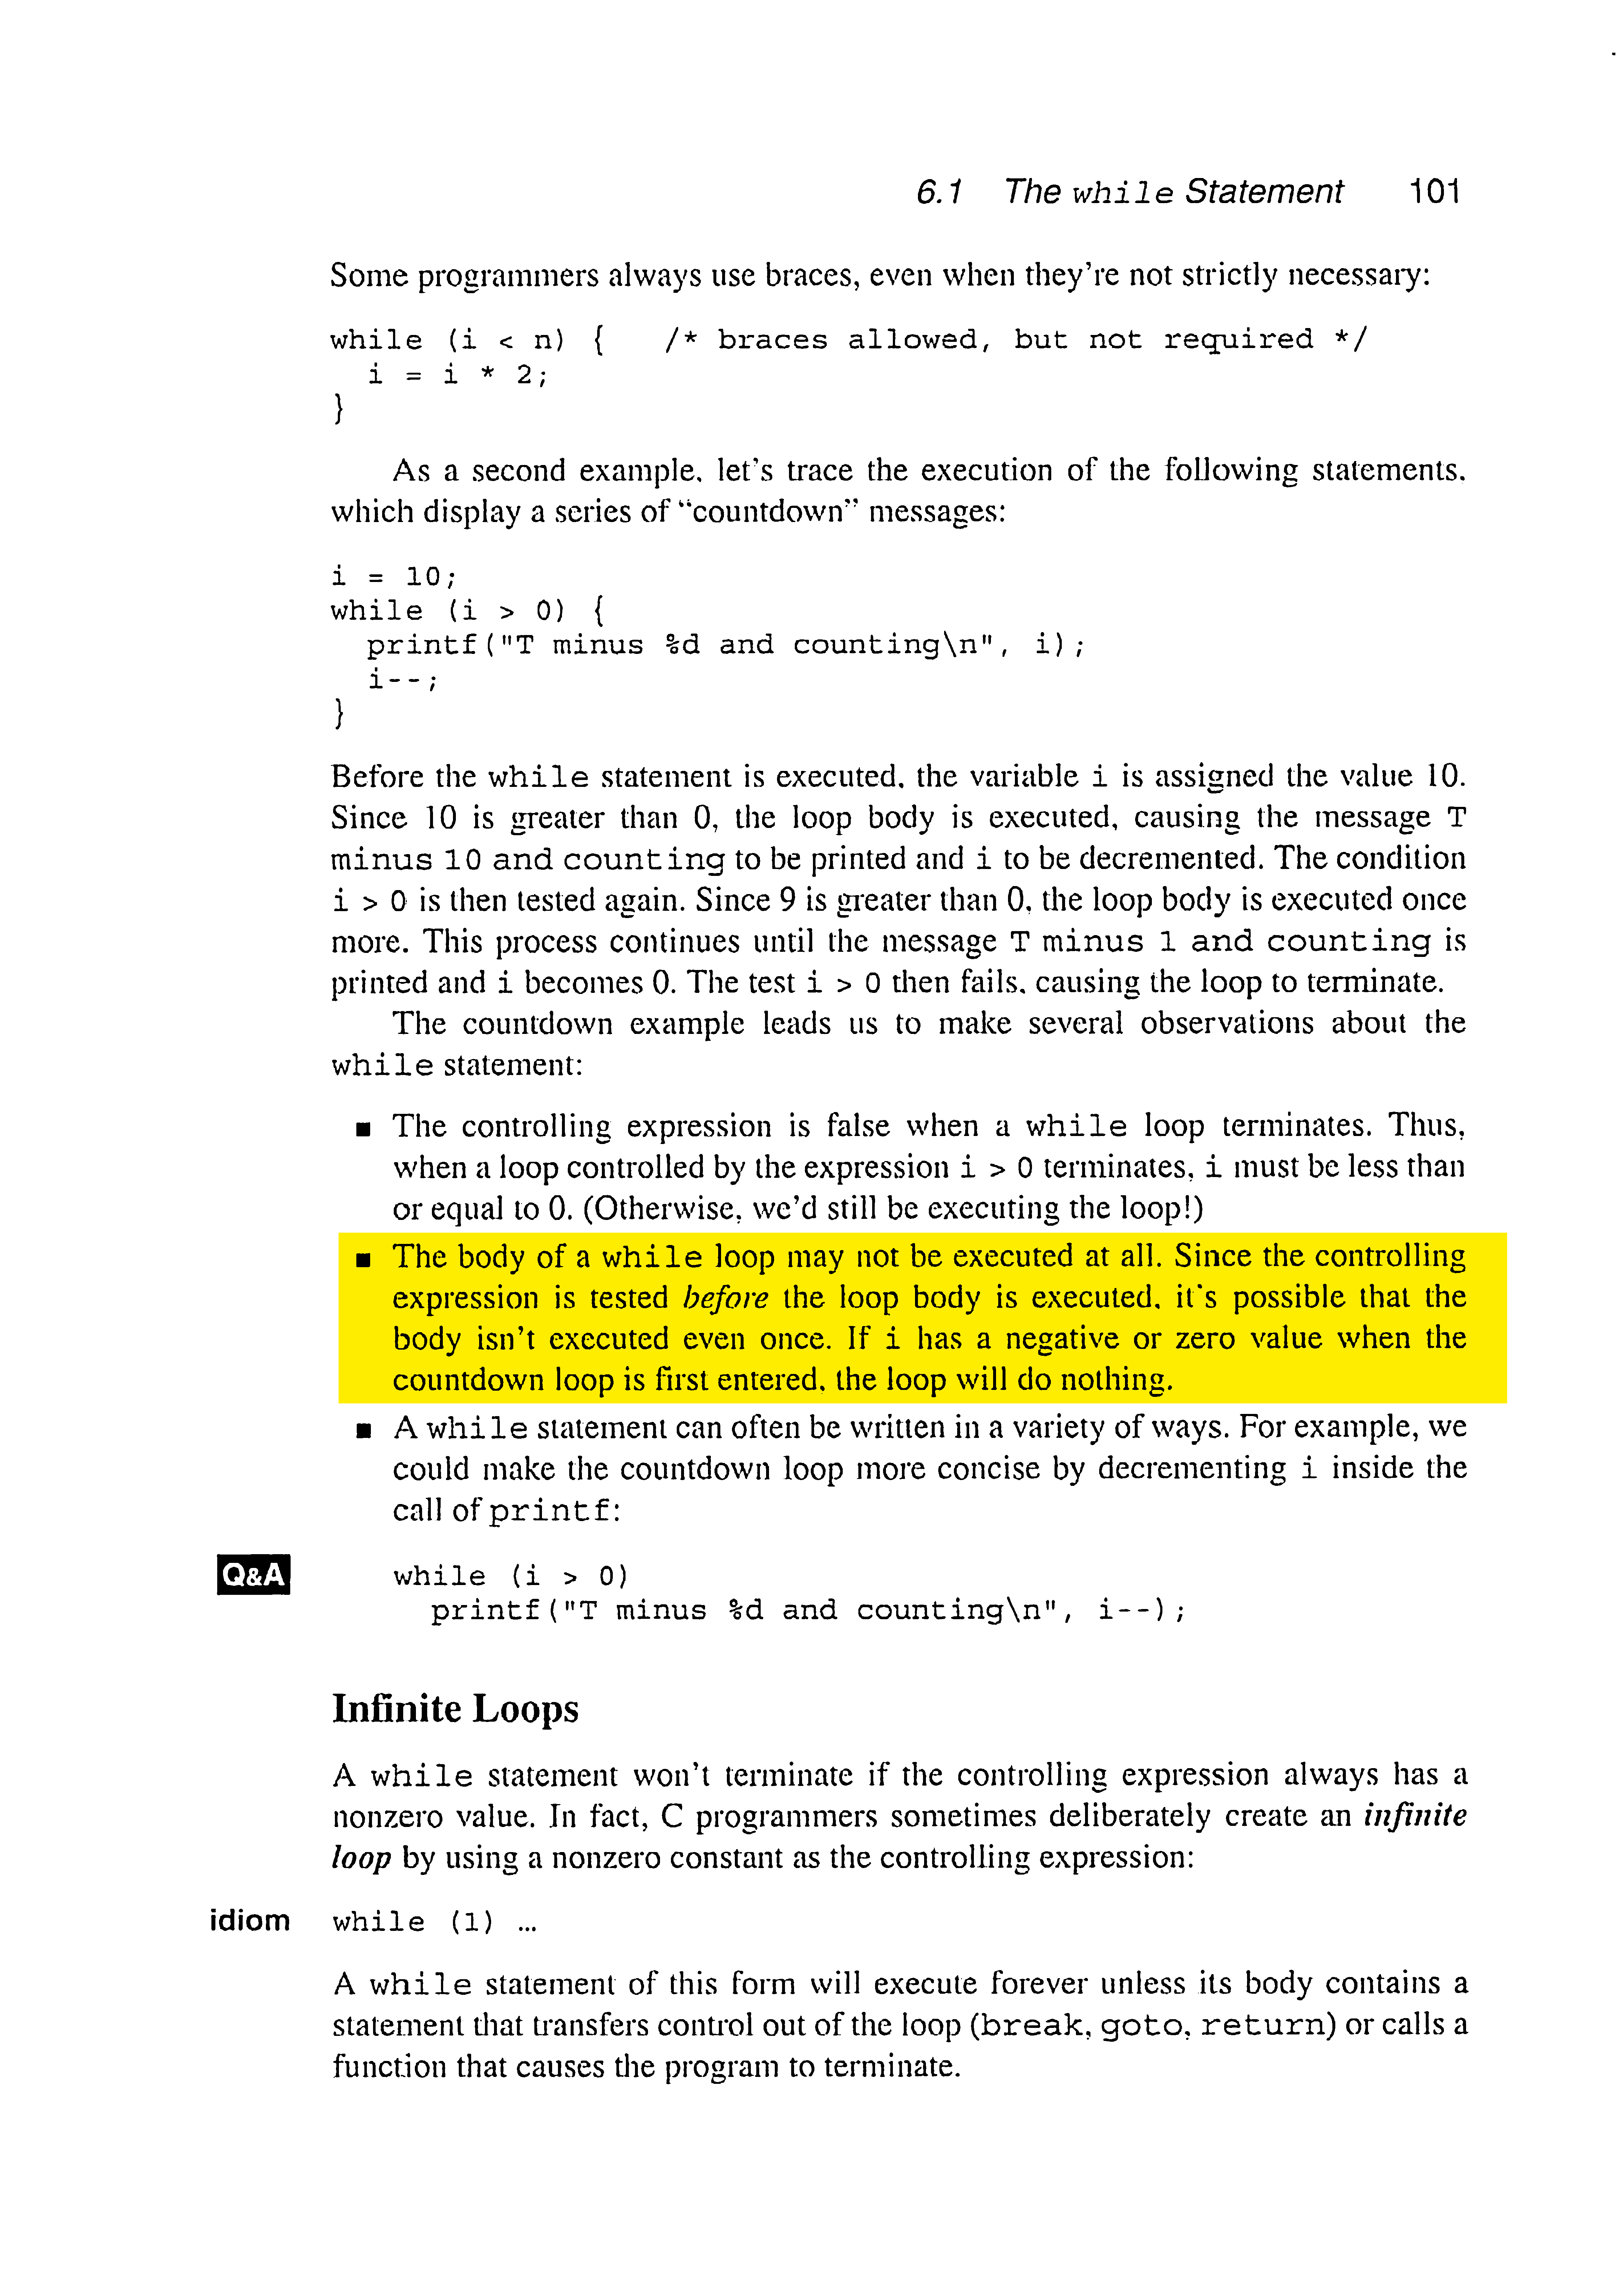 6.1 The while Statement 101
Some programmers always use braces, even when they're not strictly necessary:
while (i < n) { /* braces allowed, but not required */
i = i * 2;
}
As a second example, let's trace the execution of the following statements.
which display a series of "countdown" messages:
i = 10;
while (i > 0) {
printf("T minus %d and counting\n", i);
i--;
}
Before the while statement is executed, the variable i is assigned the value 10.
Since 10 is greater than 0, the loop body is executed, causing the message T
minus 10 and counting to be printed and i to be decremented. The condition
i > 0 is then tested again. Since 9 is greater than 0, the loop body is executed once
more. This process continues until the message T minus 1 and counting is
printed and i becomes 0. The test i > 0 then fails, causing the loop to terminate.
The countdown example leads us to make several observations about the
while statement:
■ The controlling expression is false when a while loop terminates. Thus,
when a loop controlled by the expression i > 0 terminates, i must be less than
or equal to 0. (Otherwise, we'd still be executing the loop!)
■ The body of a while loop may not be executed at all. Since the controlling
expression is tested before the loop body is executed, it's possible that the
body isn't executed even once. If i has a negative or zero value when the
countdown loop is first entered, the loop will do nothing.
■ A while statement can often be written in a variety of ways. For example, we
could make the countdown loop more concise by decrementing i inside the
call of printf:
Q&A while (i > 0)
printf("T minus %d and counting\n", i--);
Infinite Loops
A while statement won't terminate if the controlling expression always has a
nonzero value. In fact, C programmers sometimes deliberately create an infinite
loop by using a nonzero constant as the controlling expression:
idiom while (1) …
A while statement of this form will execute forever unless its body contains a
statement that transfers control out of the loop (break, goto, return) or calls a
function that causes the program to terminate.